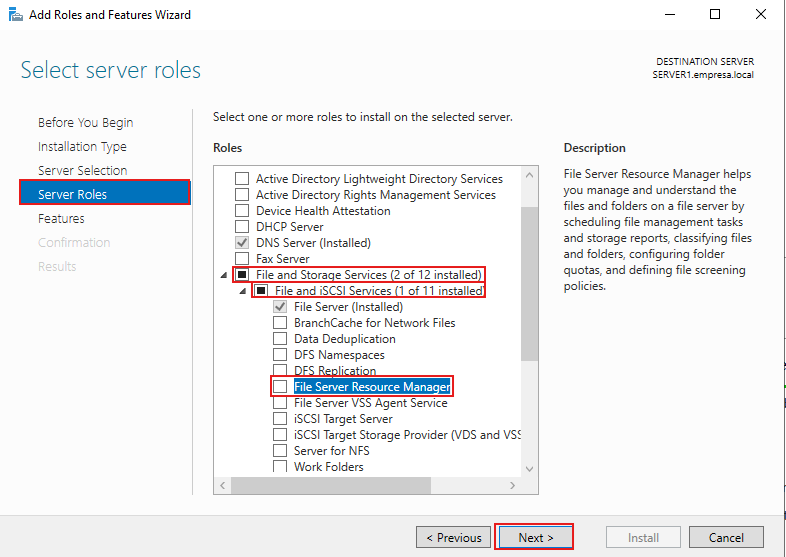 Add Roles and Features Wizard
Select server roles
DESTINATION SERVER
SERVER1.empresa.local
Before You Begin
Installation Type
Server Selection
Server Roles
Features
Confirmation
Results
Select one or more roles to install on the selected server.
Roles
Active Directory Lightweight Directory Services
Active Directory Rights Management Services
Device Health Attestation
DHCP Server
DNS Server (Installed)
Fax Server
File and Storage Services (2 of 12 installed)
File and iSCSI Services (1 of 11 installed)
File Server (Installed)
BranchCache for Network Files
Data Deduplication
DFS Namespaces
DFS Replication
File Server Resource Manager
File Server VSS Agent Service
iSCSI Target Server
iSCSI Target Storage Provider (VDS and VSS
Server for NFS
Work Folders
Description
File Server Resource Manager helps
you manage and understand the
files and folders on a file server by
scheduling file management tasks
and storage reports, classifying files
and folders, configuring folder
quotas, and defining file screening
policies.
< Previous
Next >
Install
Cancel